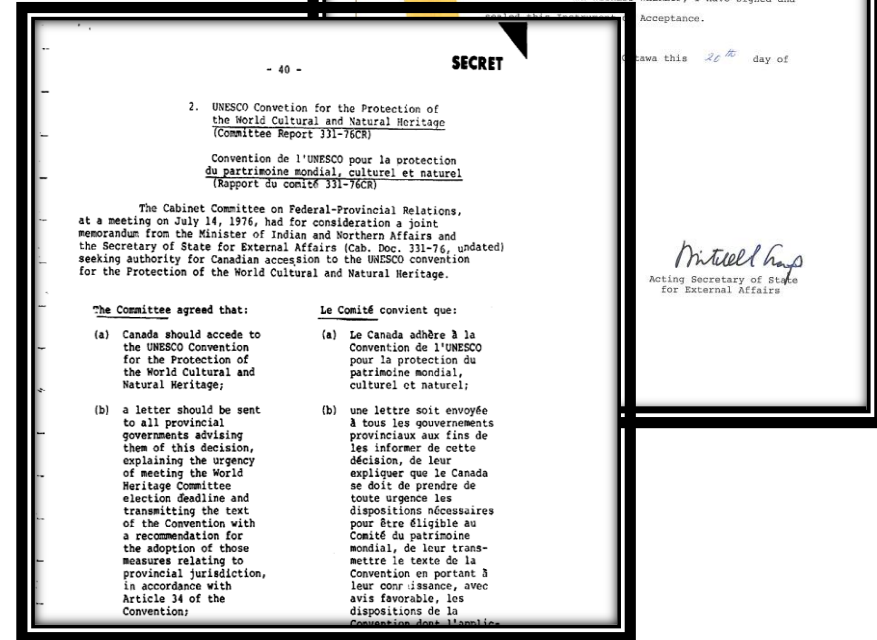 SECRET
- 40 -
2. UNESCO Convetion for the Protection of
the World Cultural and Natural Heritage
(Committee Report 331-76CR)
Convention de l'UNESCO pour la protection
du partrimoine mondial, culturel et naturel
(Rapport du comité 331-76CR)
The Cabinet Committee on Federal-Provincial Relations,
at a meeting on July 14, 1976, had for consideration a joint
memorandum from the Minister of Indian and Northern Affairs and
the Secretary of State for External Affairs (Cab. Doc. 331-76, undated)
seeking authority for Canadian accession to the UNESCO convention
for the Protection of the World Cultural and Natural Heritage.
The Committee agreed that:
(a) Canada should accede to
the UNESCO Convention
for the Protection of
the World Cultural and
Natural Heritage;
(b) a letter should be sent
to all provincial
governments advising
them of this decision,
explaining the urgency
of meeting the World
Heritage Committee
election deadline and
transmitting the text
of the Convention with
a recommendation for
the adoption of those
measures relating to
provincial jurisdiction,
in accordance with
Article 34 of the
Convention;
Le Comité convient que:
(a) Le Canada adhère à la
Convention de l'UNESCO
pour la protection du
patrimoine mondial,
culturel et naturel;
(b) une lettre soit envoyée
à tous les gouvernements
provinciaux aux fins de
les informer de cette
décision, de leur
expliquer que le Canada
se doit de prendre de
toute urgence les
dispositions nécessaires
pour être éligible au
Comité du patrimoine
mondial, de leur trans-
mettre le texte de la
Convention en portant à
leur avec
avis favorable, les
dispositions de la
Convention dont l'applic-
I have signed and
sealed this Instrument of Acceptance.
tawa this 20th day of
Mitchell Sharp
Acting Secretary of State
for External Affairs